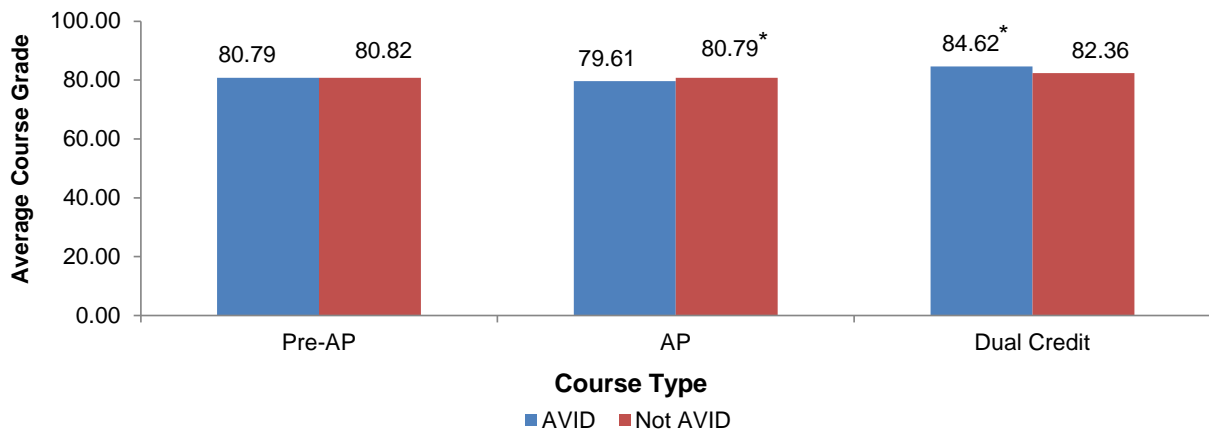 100.00
80.00
60.00
40.00
20.00
0.00
Average Course Grade
80.79 80.82 79.61 80.79* 84.62* 82.36
Pre-AP AP Dual Credit
Course Type
AVID Not AVID